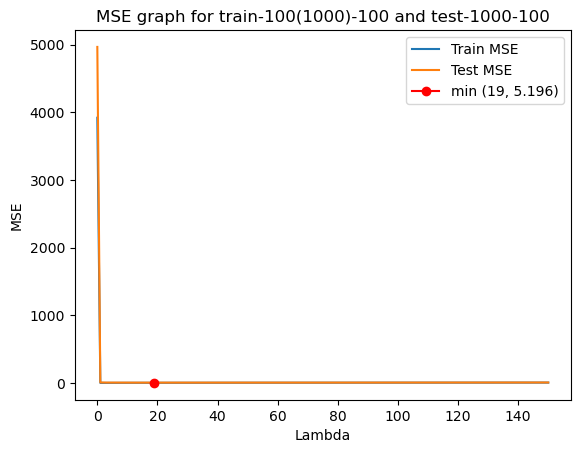 MSE graph for train-100(1000)-100 and test-1000-100
Train MSE
Test MSE
min (19, 5.196)
MSE
5000
4000
3000
2000
1000
0
0 20 40 60 80 100 120 140
Lambda